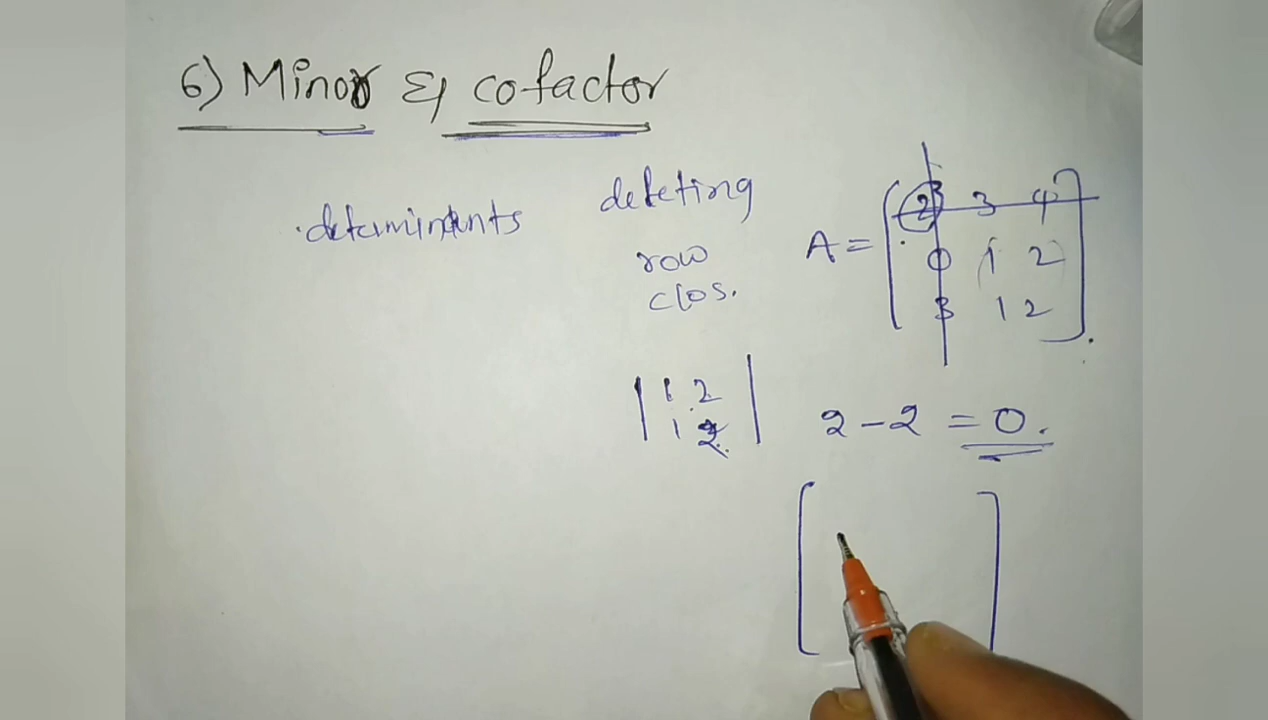 6) Minor & cofactor
determinants deleting
row
clos.
A = [ 2 3 4
0 1 2
3 1 2 ]
| 1 2
1 2 | 2 - 2 = 0.